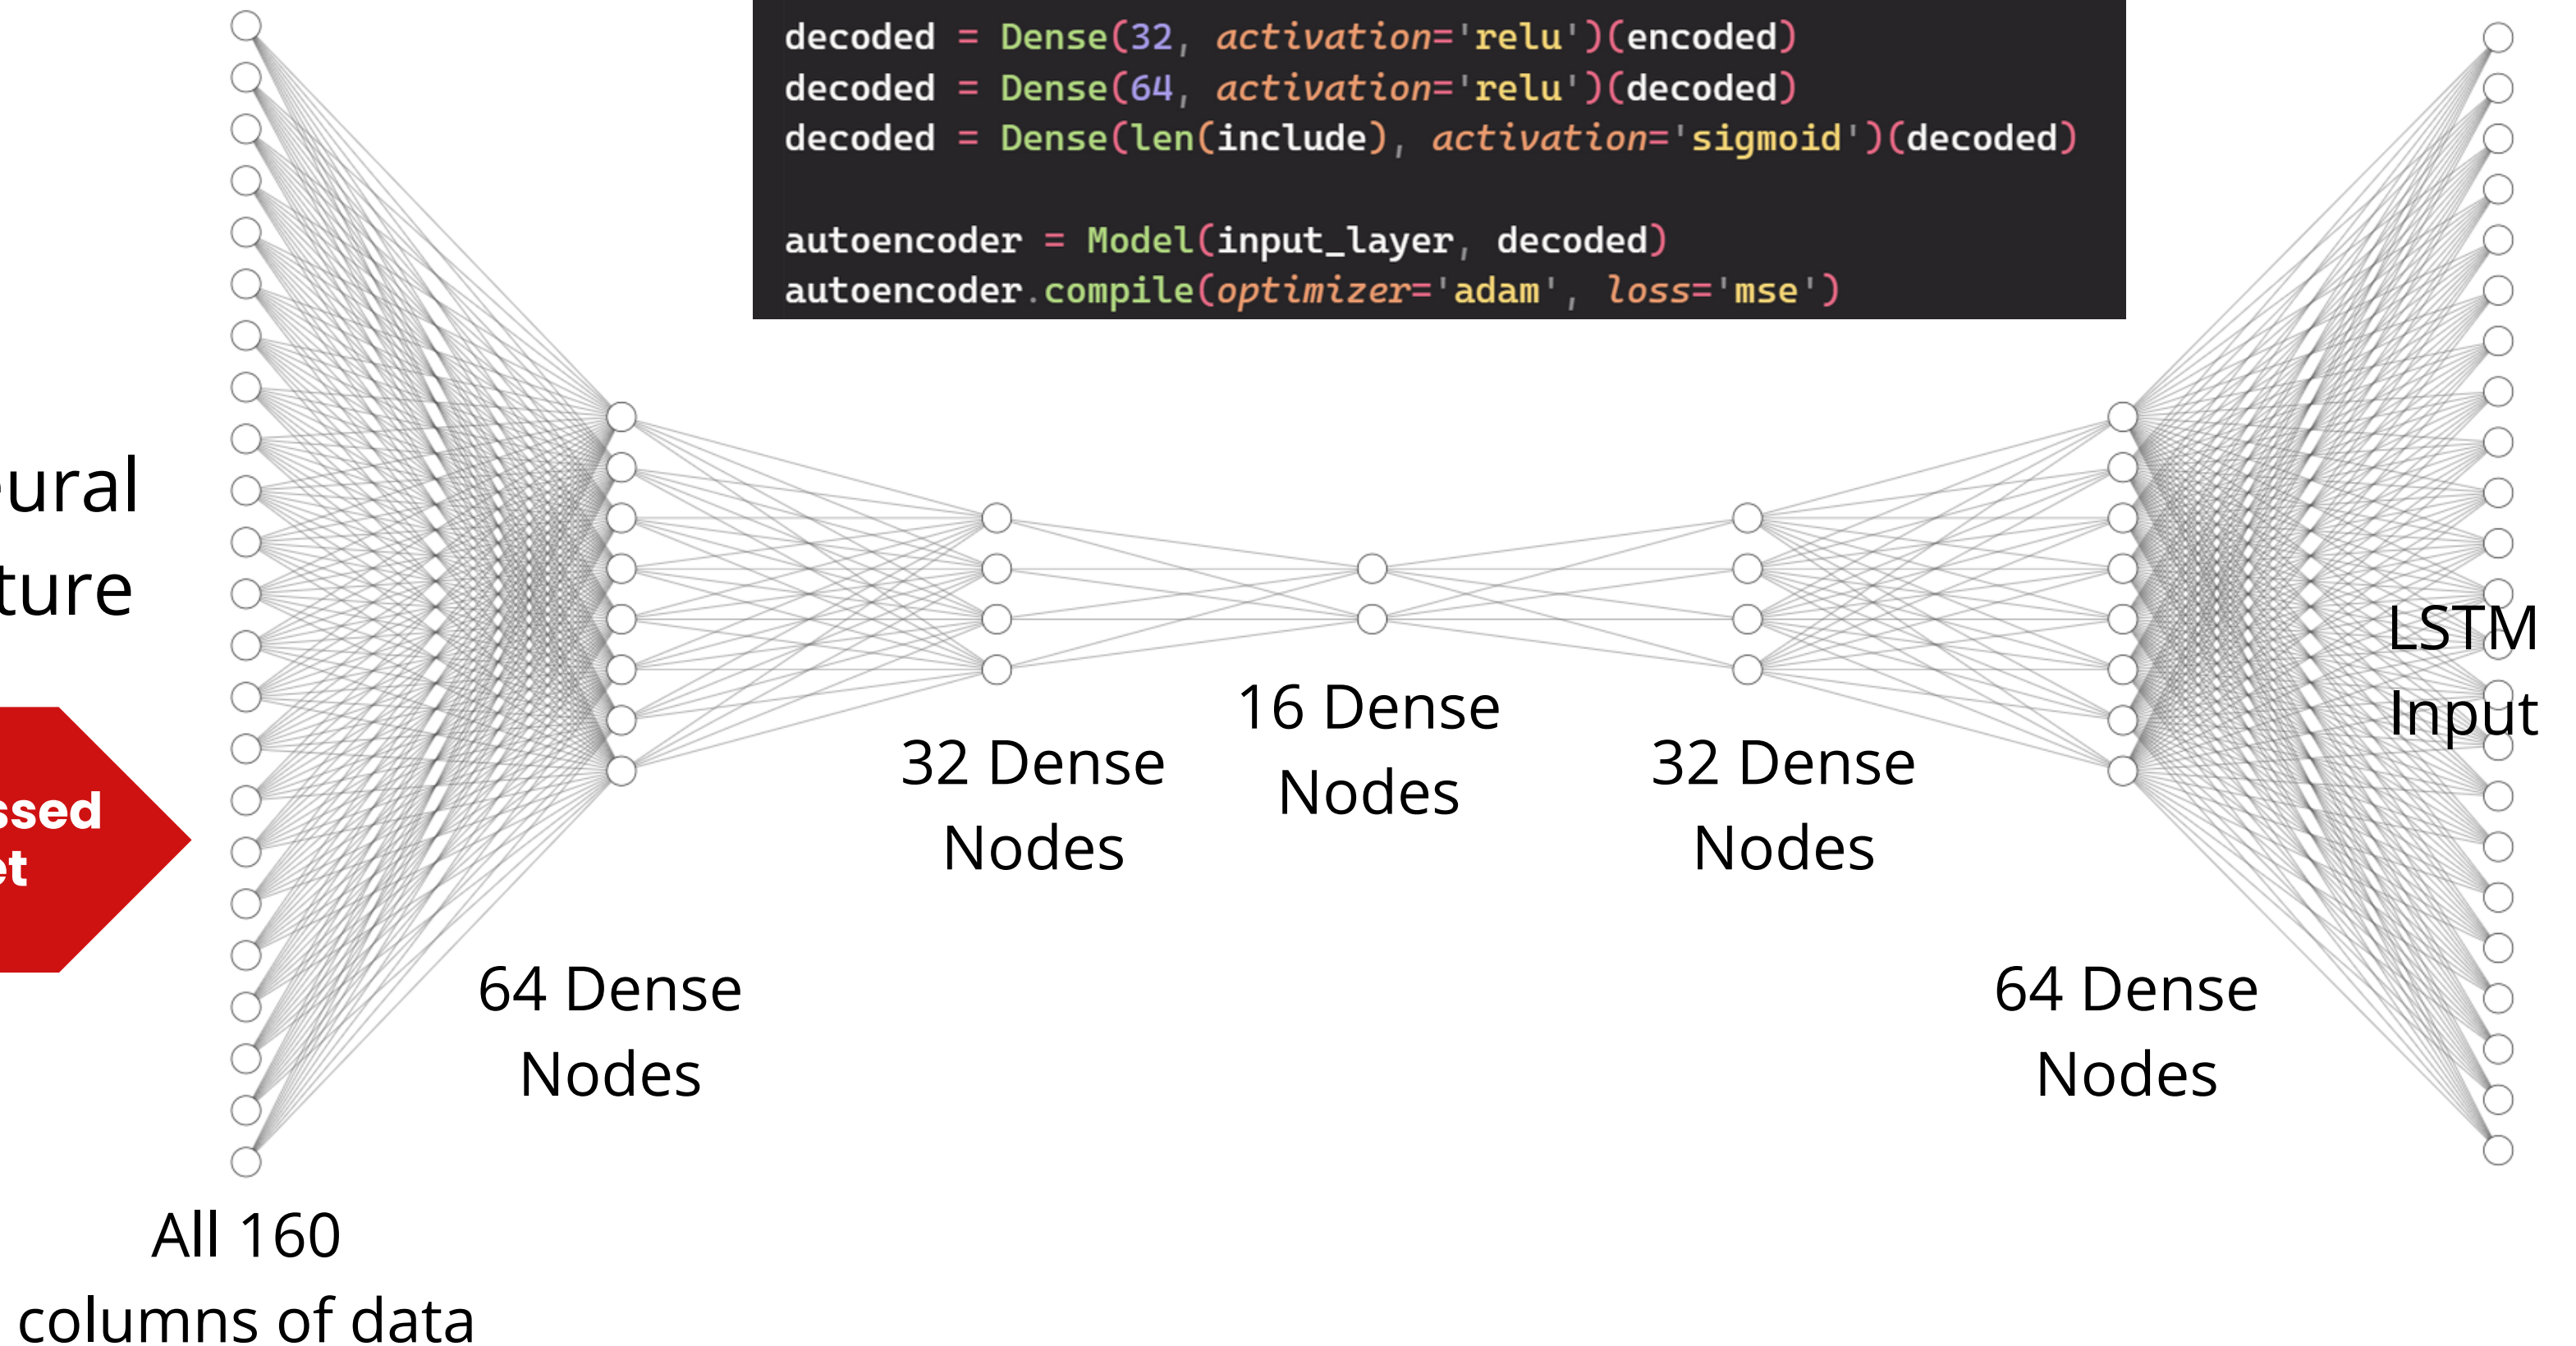 decoded = Dense(32, activation='relu')(encoded)
decoded = Dense(64, activation='relu')(decoded)
decoded = Dense(len(include), activation='sigmoid')(decoded)
autoencoder = Model(input_layer, decoded)
autoencoder.compile(optimizer='adam', loss='mse')
eural
ture
ssed
et
LSTM
Input
16 Dense
Nodes
32 Dense
Nodes
32 Dense
Nodes
64 Dense
Nodes
64 Dense
Nodes
All 160
columns of data